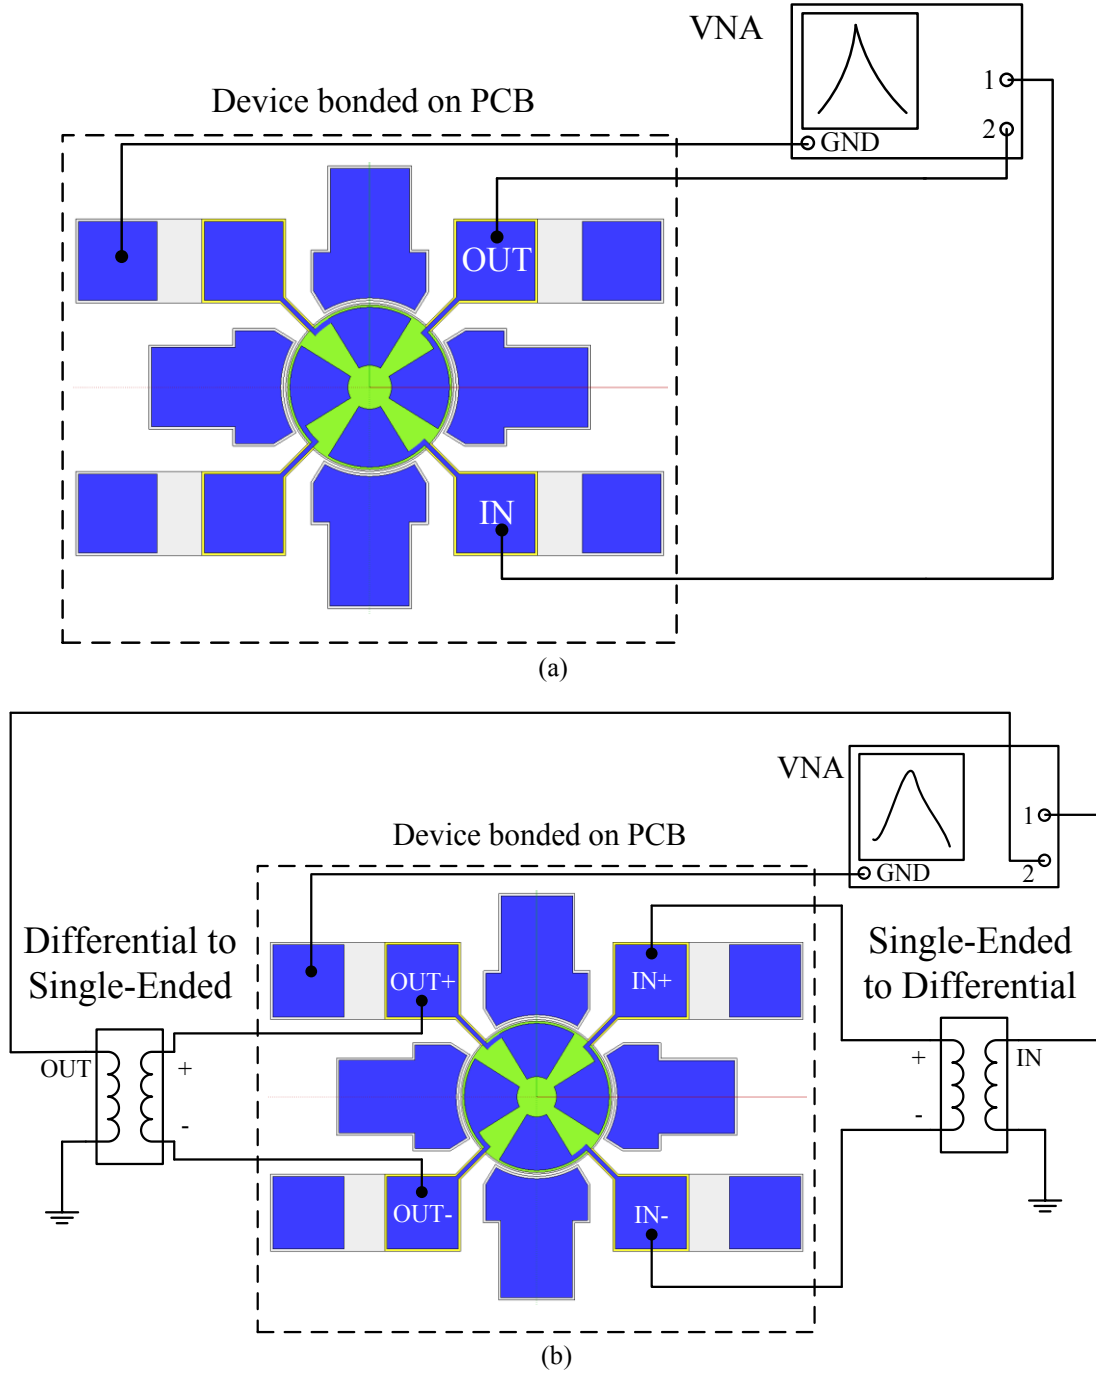 VNA
1
2
GND
Device bonded on PCB
OUT
IN
(a)
VNA
1
2
GND
Device bonded on PCB
Differential to
Single-Ended
Single-Ended
to Differential
OUT+
IN+
OUT
+
-
+
-
IN
OUT-
IN-
(b)